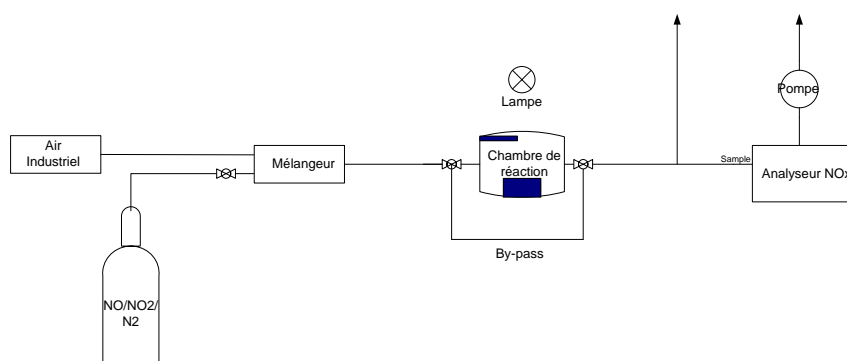 Air
Industriel
Mélangeur
NO/NO2/
N2
Lampe
Chambre de
réaction
By-pass
Sample
Pompe
Analyseur NOx